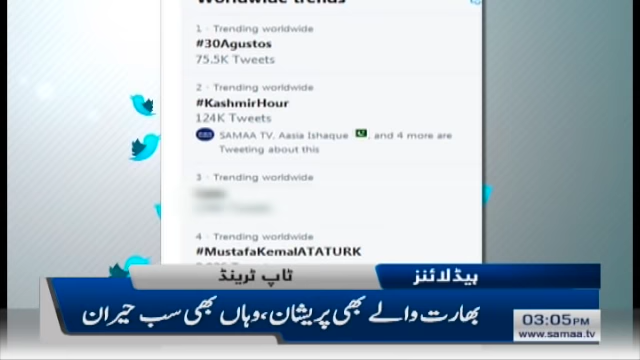 Worldwide trends
1 · Trending worldwide
#30Agustos
75.5K Tweets
2 · Trending worldwide
#KashmirHour
124K Tweets
SAMAA TV, Aasia Ishaque 🇵🇰, and 4 more are
Tweeting about this
3 · Trending worldwide
4 · Trending worldwide
#MustafaKemalATATURK
ہیڈلائنز
ٹاپ ٹرینڈ
بھارت والے بھی پریشان، وہاں بھی سب حیران
03:05PM
www.samaa.tv